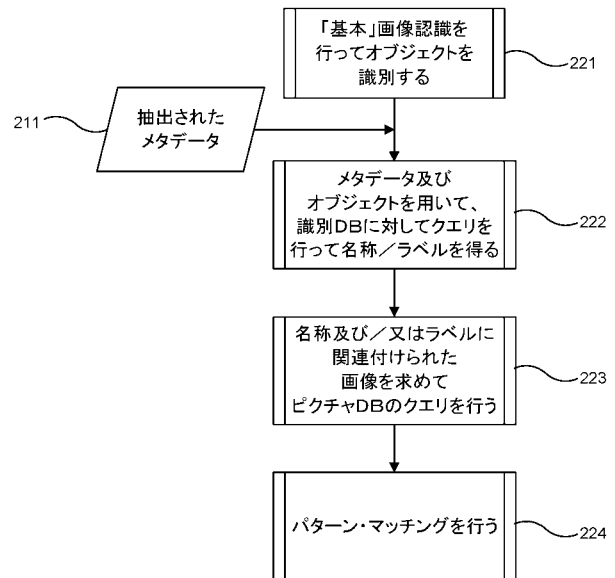 「基本」画像認識を
行ってオブジェクトを
識別する
221
211
抽出された
メタデータ
メタデータ及び
オブジェクトを用いて、
識別DBに対してクエリを
行って名称／ラベルを得る
222
名称及び／又はラベルに
関連付けられた
画像を求めて
ピクチャDBのクエリを行う
223
パターン・マッチングを行う
224